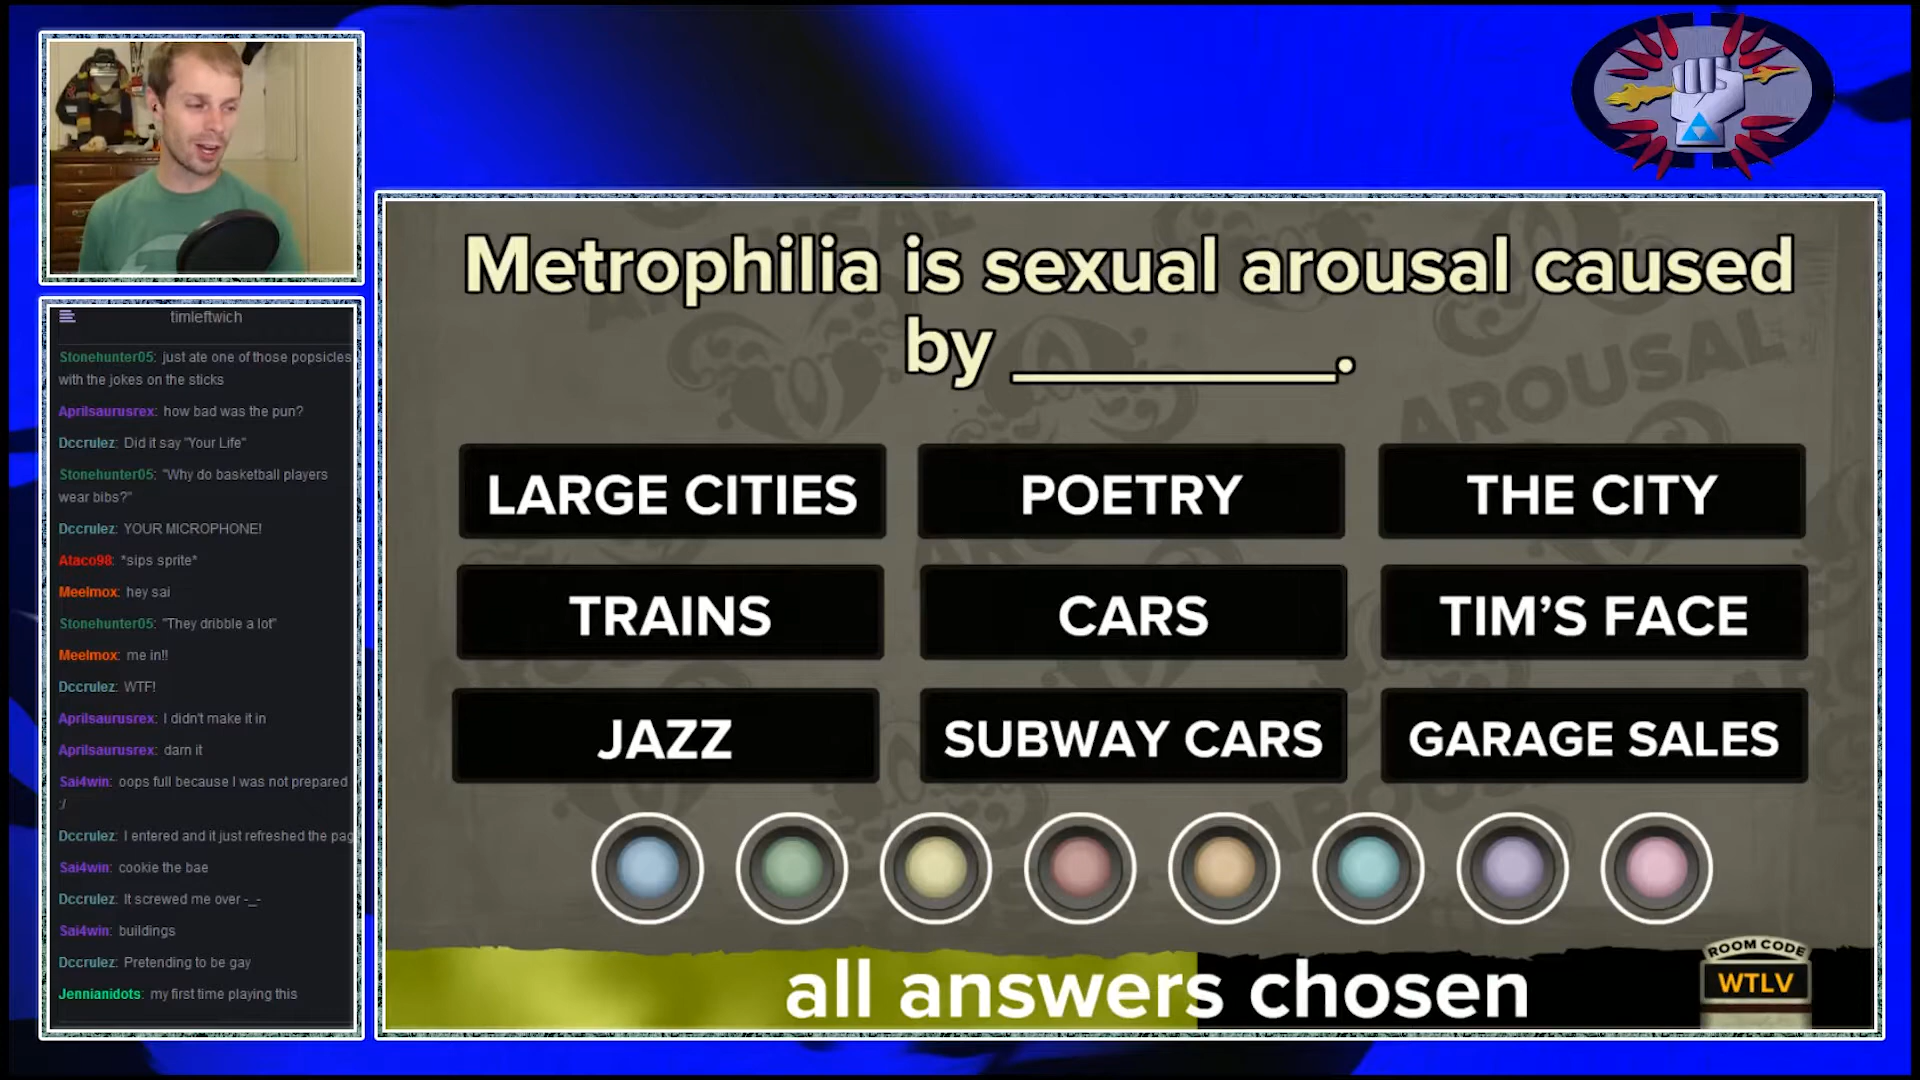 timleftwich
Stonehunter05: just ate one of those popsicles
with the jokes on the sticks
Aprilsaurusrex: how bad was the pun?
Dccrulez: Did it say "Your Life"
Stonehunter05: "Why do basketball players
wear bibs?"
Dccrulez: YOUR MICROPHONE!
Ataco98: *sips sprite*
Meelmox: hey sai
Stonehunter05: "They dribble a lot"
Meelmox: me in!!
Dccrulez: WTF!
Aprilsaurusrex: I didn't make it in
Aprilsaurusrex: darn it
Sai4win: oops full because I was not prepared
:/
Dccrulez: I entered and it just refreshed the pag
Sai4win: cookie the bae
Dccrulez: It screwed me over -_-
Sai4win: buildings
Dccrulez: Pretending to be gay
Jennianidots: my first time playing this
Metrophilia is sexual arousal caused
by ________.
LARGE CITIES
POETRY
THE CITY
TRAINS
CARS
TIM'S FACE
JAZZ
SUBWAY CARS
GARAGE SALES
all answers chosen
ROOM CODE
WTLV
AROUSAL
AROUSAL